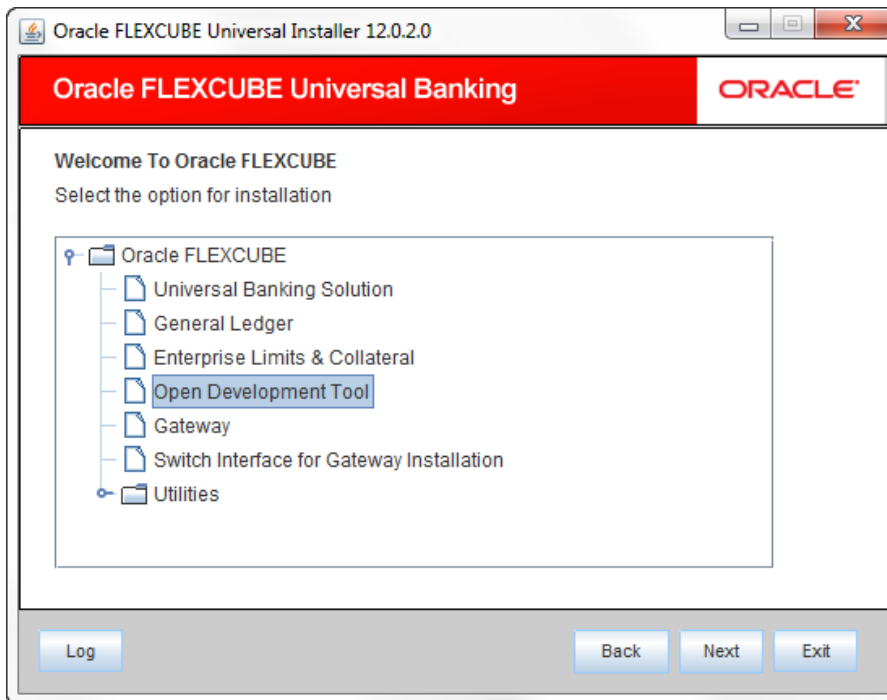 Oracle FLEXCUBE Universal Installer 12.0.2.0
Oracle FLEXCUBE Universal Banking
ORACLE
Welcome To Oracle FLEXCUBE
Select the option for installation
Oracle FLEXCUBE
Universal Banking Solution
General Ledger
Enterprise Limits & Collateral
Open Development Tool
Gateway
Switch Interface for Gateway Installation
Utilities
Log
Back
Next
Exit